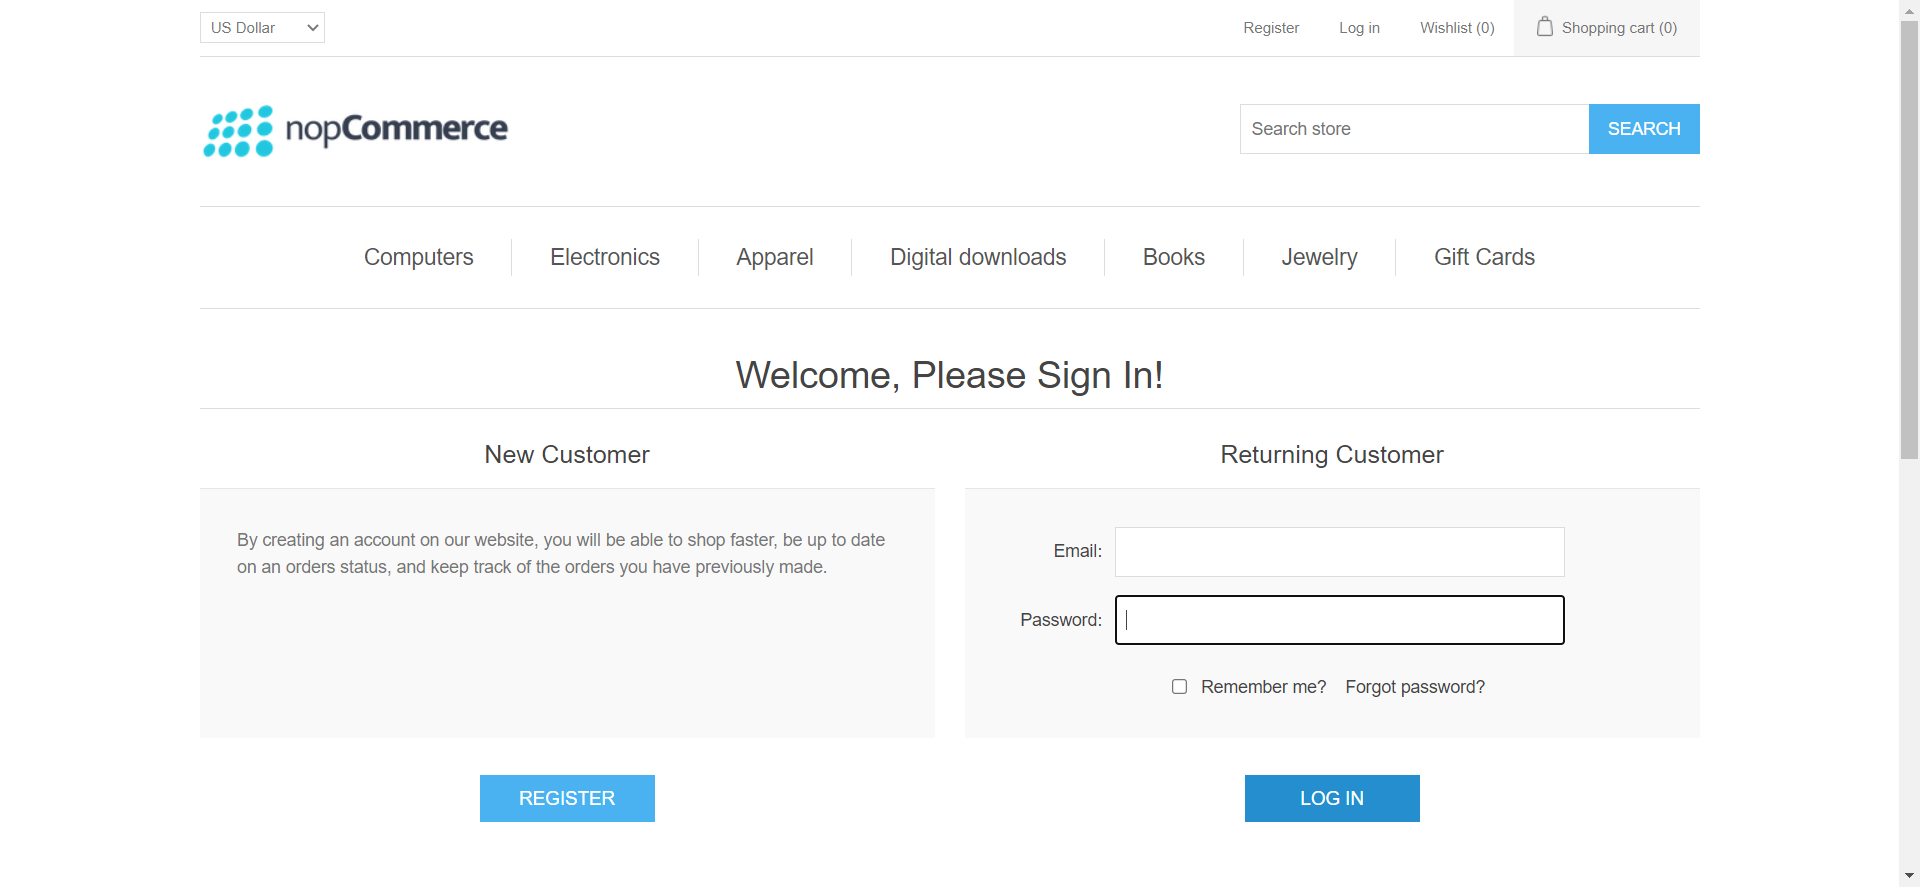 US Dollar
Register
Log in
Wishlist (0)
Shopping cart (0)
nopCommerce
Search store
SEARCH
Computers
Electronics
Apparel
Digital downloads
Books
Jewelry
Gift Cards
Welcome, Please Sign In!
New Customer
By creating an account on our website, you will be able to shop faster, be up to date
on an orders status, and keep track of the orders you have previously made.
REGISTER
Returning Customer
Email:
Password:
Remember me?
Forgot password?
LOG IN